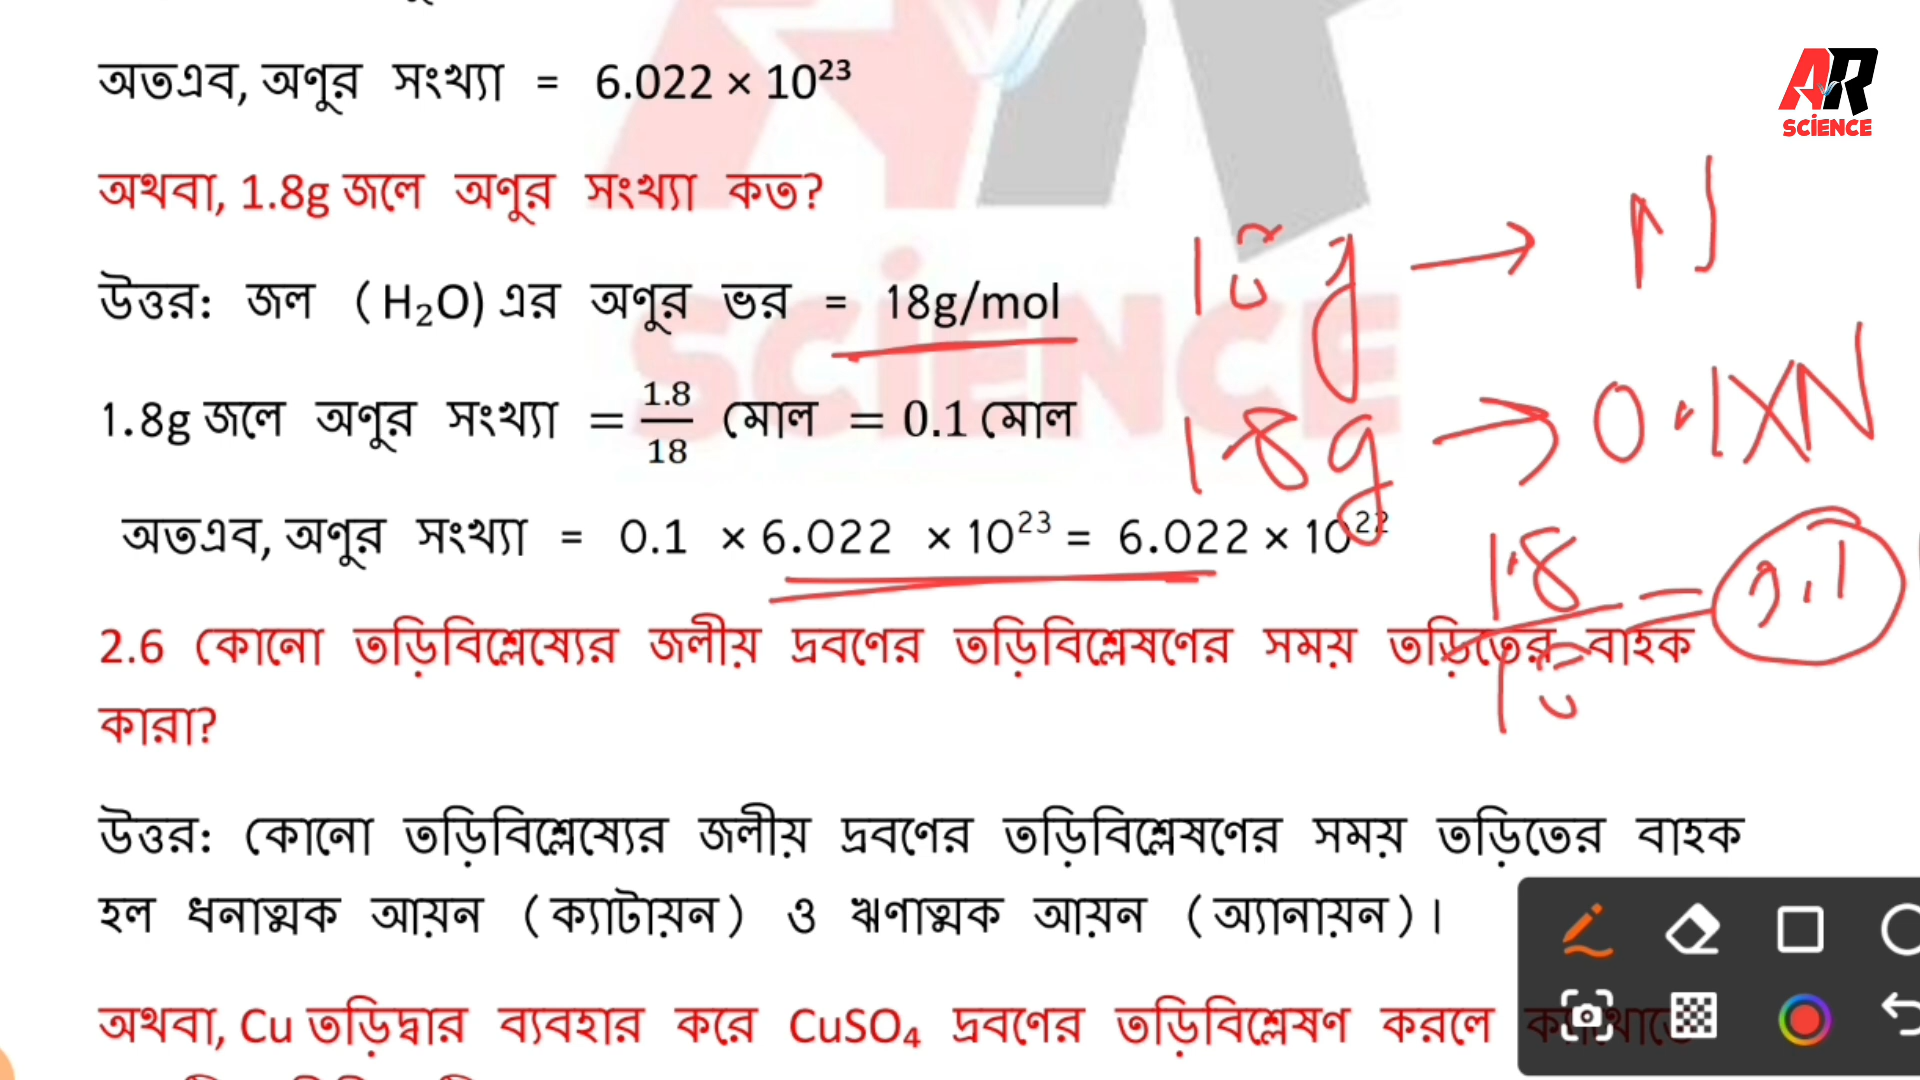 অতএব, অণুর সংখ্যা = 6.022 × 10²³
AR
SCiENCE
অথবা, 1.8g জলে অণুর সংখ্যা কত?
উত্তর: জল (H₂O) এর অণুর ভর = 18g/mol
18g → N
1.8g জলে অণুর সংখ্যা = 1.8/18 মোল = 0.1 মোল
1.8g → 0.1XN
অতএব, অণুর সংখ্যা = 0.1 × 6.022 × 10²³ = 6.022 × 10²²
1.8/18 = 0.1
2.6 কোনো তড়িবিশ্লেষ্যের জলীয় দ্রবণের তড়িবিশ্লেষণের সময় তড়িতের বাহক
কারা?
উত্তর: কোনো তড়িবিশ্লেষ্যের জলীয় দ্রবণের তড়িবিশ্লেষণের সময় তড়িতের বাহক
হল ধনাত্মক আয়ন (ক্যাটায়ন) ও ঋণাত্মক আয়ন (অ্যানায়ন)।
অথবা, Cu তড়িদ্বার ব্যবহার করে CuSO₄ দ্রবণের তড়িবিশ্লেষণ করলে
SCiENCE